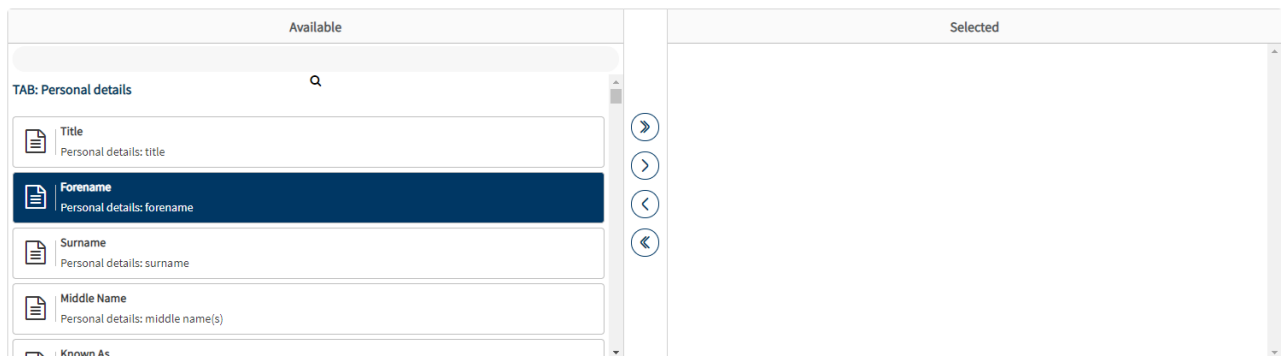 Available
Selected
TAB: Personal details
Title
Personal details: title
Forename
Personal details: forename
Surname
Personal details: surname
Middle Name
Personal details: middle name(s)
Known As